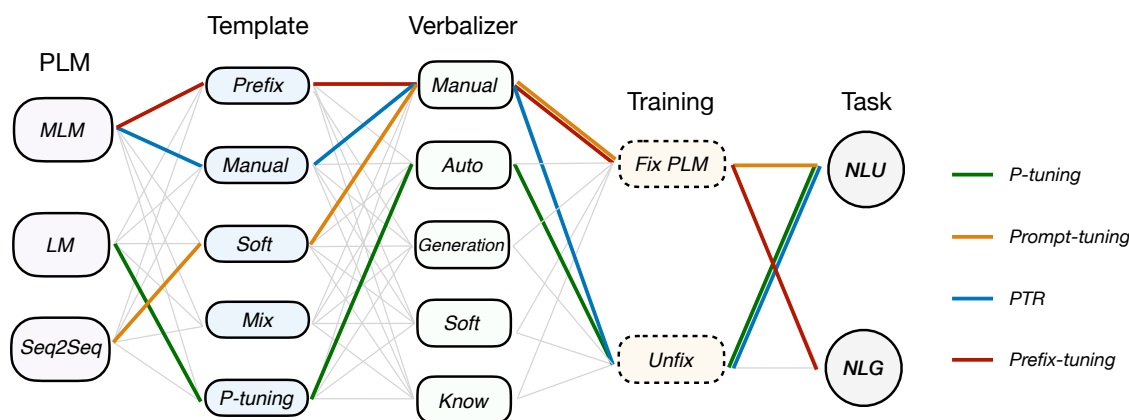 PLM
MLM
LM
Seq2Seq
Template
Prefix
Manual
Soft
Mix
P-tuning
Verbalizer
Manual
Auto
Generation
Soft
Know
Training
Fix PLM
Unfix
Task
NLU
NLG
P-tuning
Prompt-tuning
PTR
Prefix-tuning